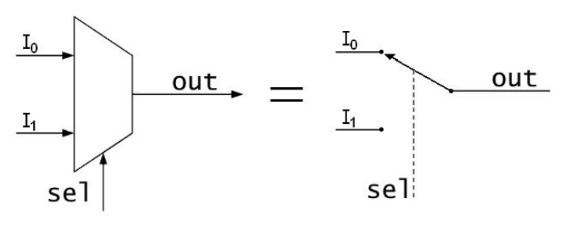 I₀
I₁
out
sel
=
I₀
I₁
out
sel